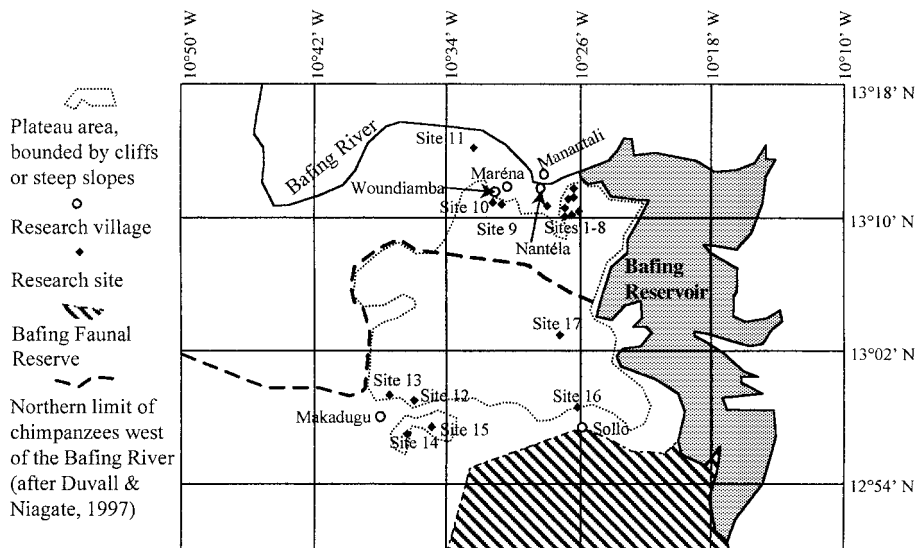 10°50' W
10°42' W
10°34' W
10°26' W
10°18' W
10°10' W
13°18' N
13°10' N
13°02' N
12°54' N
Plateau area,
bounded by cliffs
or steep slopes
Research village
Research site
Bafing Faunal
Reserve
Northern limit of
chimpanzees west
of the Bafing River
(after Duvall &
Niagate, 1997)
Bafing River
Site 11
Manantali
Maréna
Woundiamba
Site 10
Site 9
Sites 1-8
Nantéla
Bafing
Reservoir
Site 17
Site 13
Site 12
Site 16
Makadugu
Site 15
Site 14
Sollo